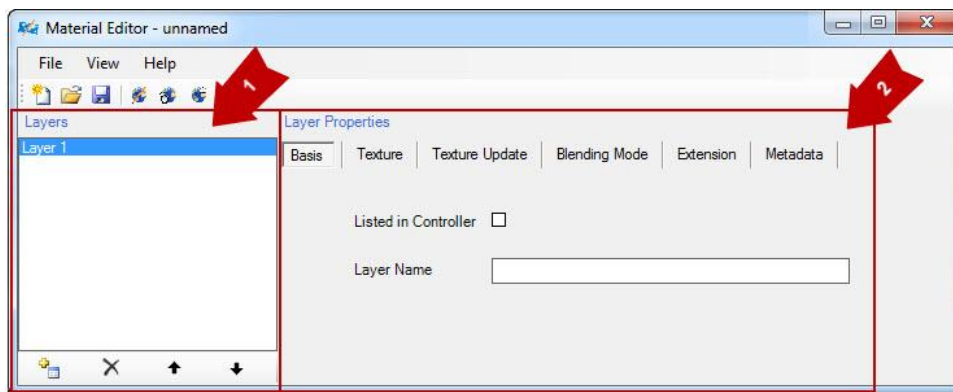 Material Editor - unnamed
File View Help
1
2
Layers
Layer 1
Layer Properties
Basis Texture Texture Update Blending Mode Extension Metadata
Listed in Controller
Layer Name